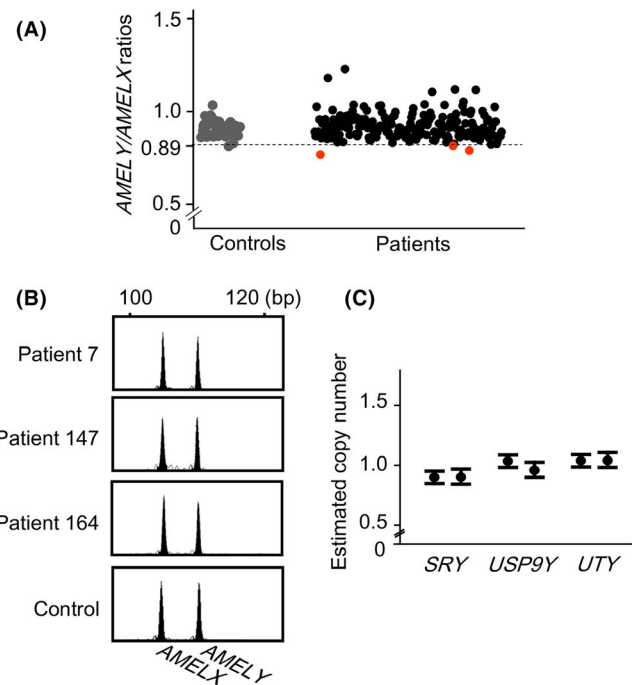 (A)
AMELY/AMELX ratios
1.5
1.0
0.89
0.5
0
Controls
Patients
(B)
100
120 (bp)
Patient 7
Patient 147
Patient 164
Control
AMELX
AMELY
(C)
Estimated copy number
1.5
1.0
0.5
0
SRY
USP9Y
UTY